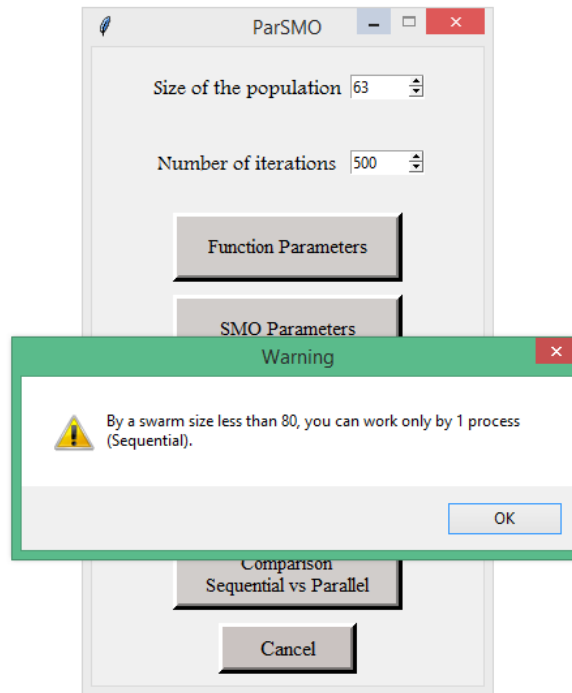 ParSMO
Size of the population 63
Number of iterations 500
Function Parameters
SMO Parameters
Warning
By a swarm size less than 80, you can work only by 1 process
(Sequential).
OK
Comparison
Sequential vs Parallel
Cancel